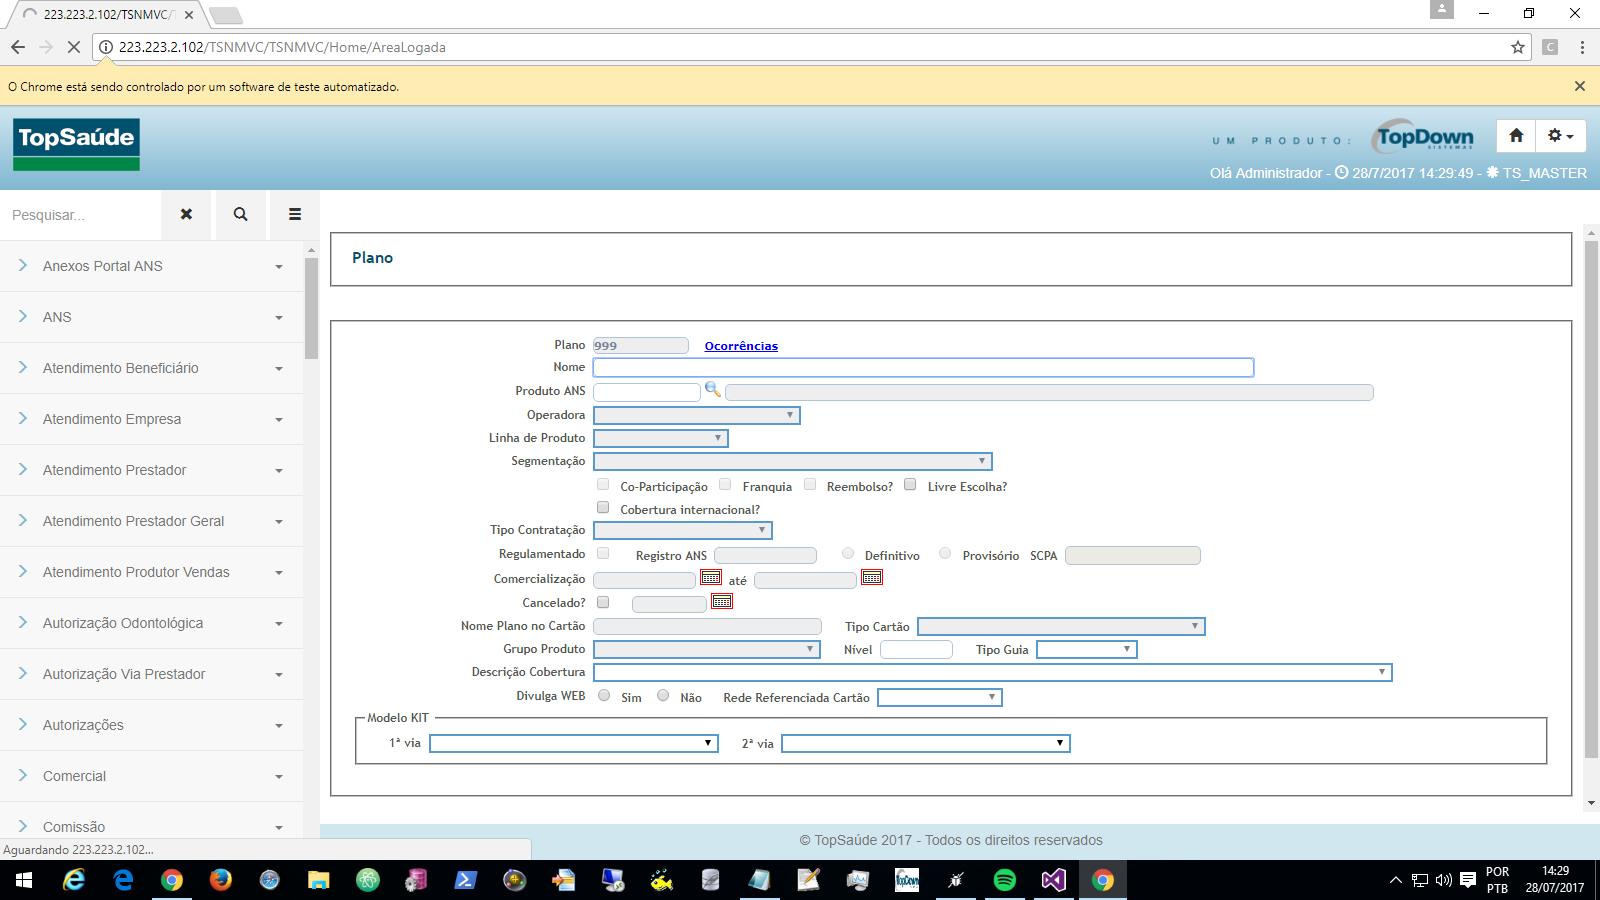 223.223.2.102/TSNMVC/T
223.223.2.102/TSNMVC/TSNMVC/Home/AreaLogada
C
O Chrome está sendo controlado por um software de teste automatizado.
TopSaúde
UM PRODUTO:
TopDown
SISTEMAS
Olá Administrador - 28/7/2017 14:29:49 - TS_MASTER
Pesquisar...
Anexos Portal ANS
ANS
Atendimento Beneficiário
Atendimento Empresa
Atendimento Prestador
Atendimento Prestador Geral
Atendimento Produtor Vendas
Autorização Odontológica
Autorização Via Prestador
Autorizações
Comercial
Comissão
Plano
Plano 999 Ocorrências
Nome
Produto ANS
Operadora
Linha de Produto
Segmentação
Co-Participação Franquia Reembolso? Livre Escolha?
Cobertura internacional?
Tipo Contratação
Regulamentado Registro ANS Definitivo Provisório SCPA
Comercialização até
Cancelado?
Nome Plano no Cartão Tipo Cartão
Grupo Produto Nível Tipo Guia
Descrição Cobertura
Divulga WEB Sim Não Rede Referenciada Cartão
Modelo KIT
1ª via 2ª via
© TopSaúde 2017 - Todos os direitos reservados
Aguardando 223.223.2.102...
TopDown
POR
PTB
14:29
28/07/2017